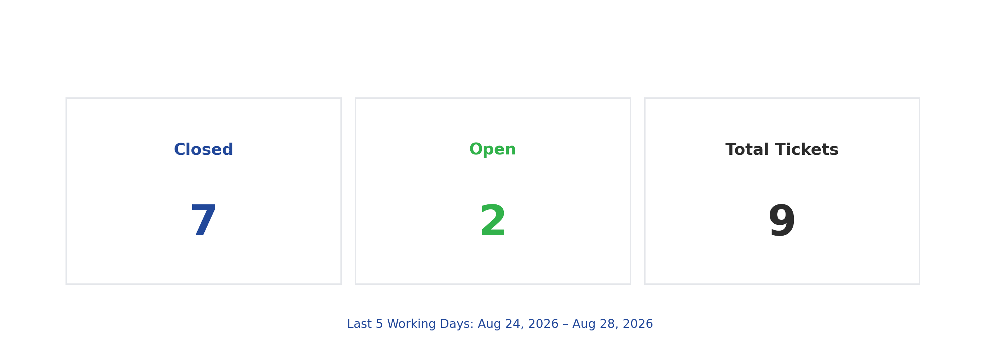 Closed
7
Open
2
Total Tickets
9
Last 5 Working Days: Aug 24, 2026 – Aug 28, 2026